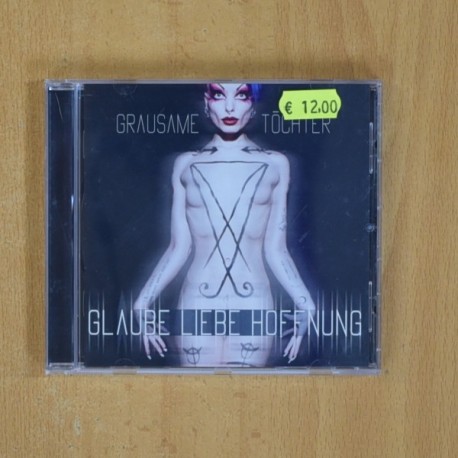 € 12,00
GRAUSAME TÖCHTER
GLAUBE LIEBE HOFFNUNG